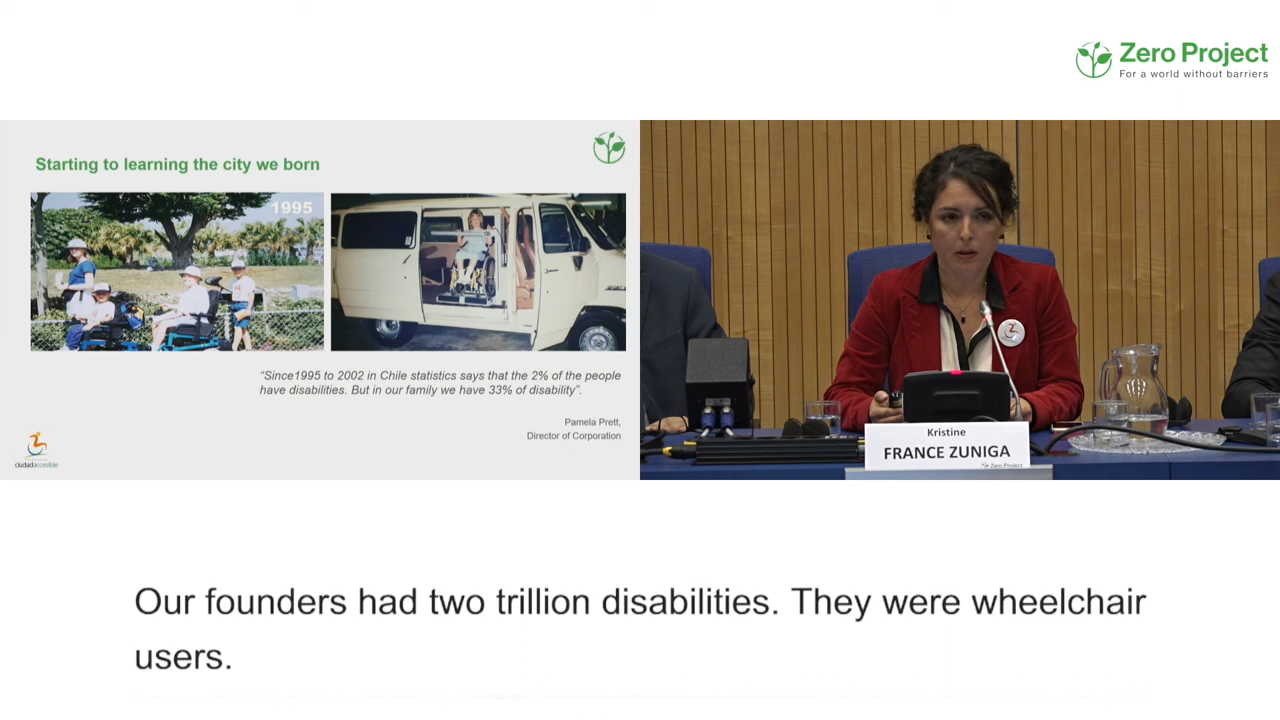 Zero Project
For a world without barriers
Starting to learning the city we born
1995
“Since1995 to 2002 in Chile statistics says that the 2% of the people
have disabilities. But in our family we have 33% of disability”.
Pamela Prett,
Director of Corporation
ciudadaccesible
Kristine
FRANCE ZUNIGA
Zero Project
Our founders had two trillion disabilities. They were wheelchair
users.